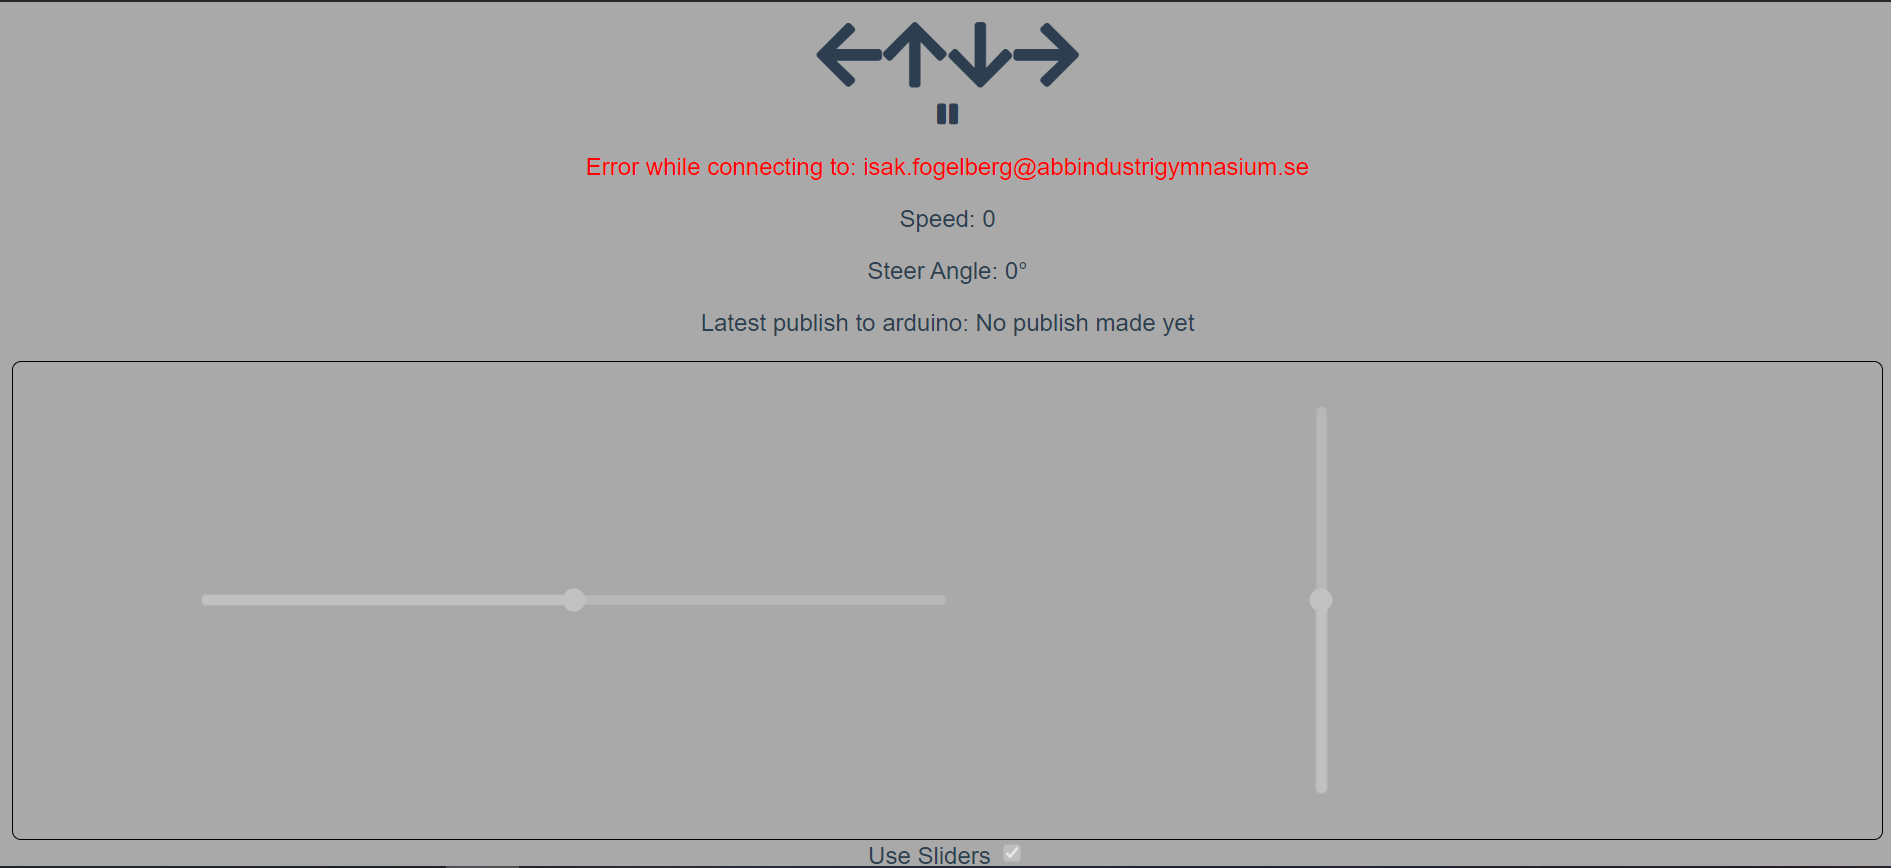 Error while connecting to: isak.fogelberg@abbindustrigymnasium.se
Speed: 0
Steer Angle: 0°
Latest publish to arduino: No publish made yet
Use Sliders